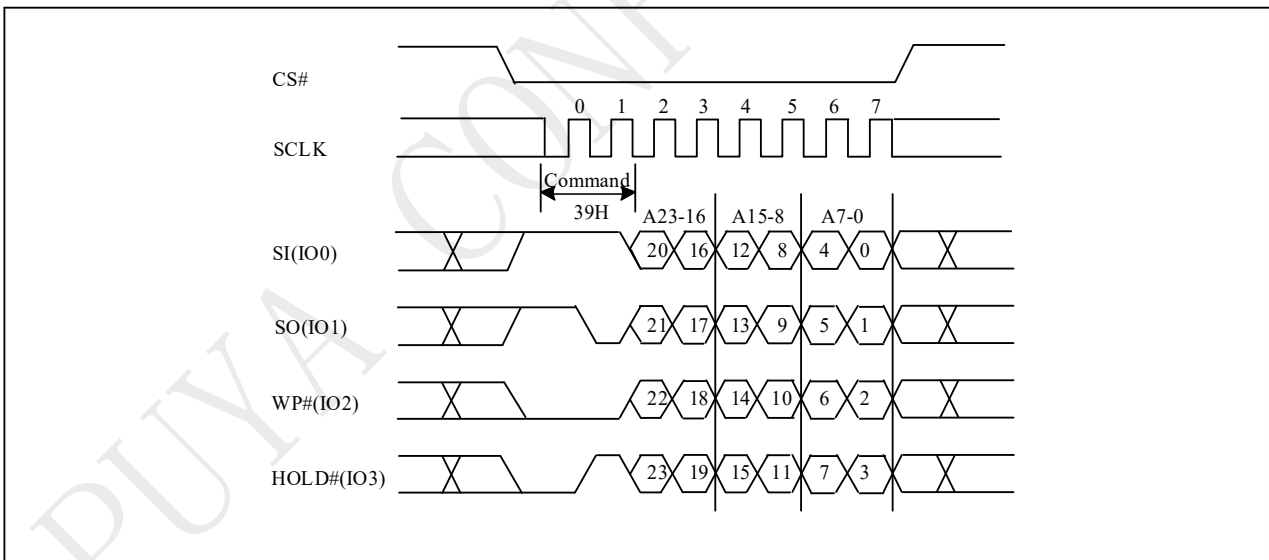 CS#
0 1 2 3 4 5 6 7
SCLK
Command
39H
A23-16 A15-8 A7-0
SI(IO0)
20 16 12 8 4 0
SO(IO1)
21 17 13 9 5 1
WP#(IO2)
22 18 14 10 6 2
HOLD#(IO3)
23 19 15 11 7 3
PUYA